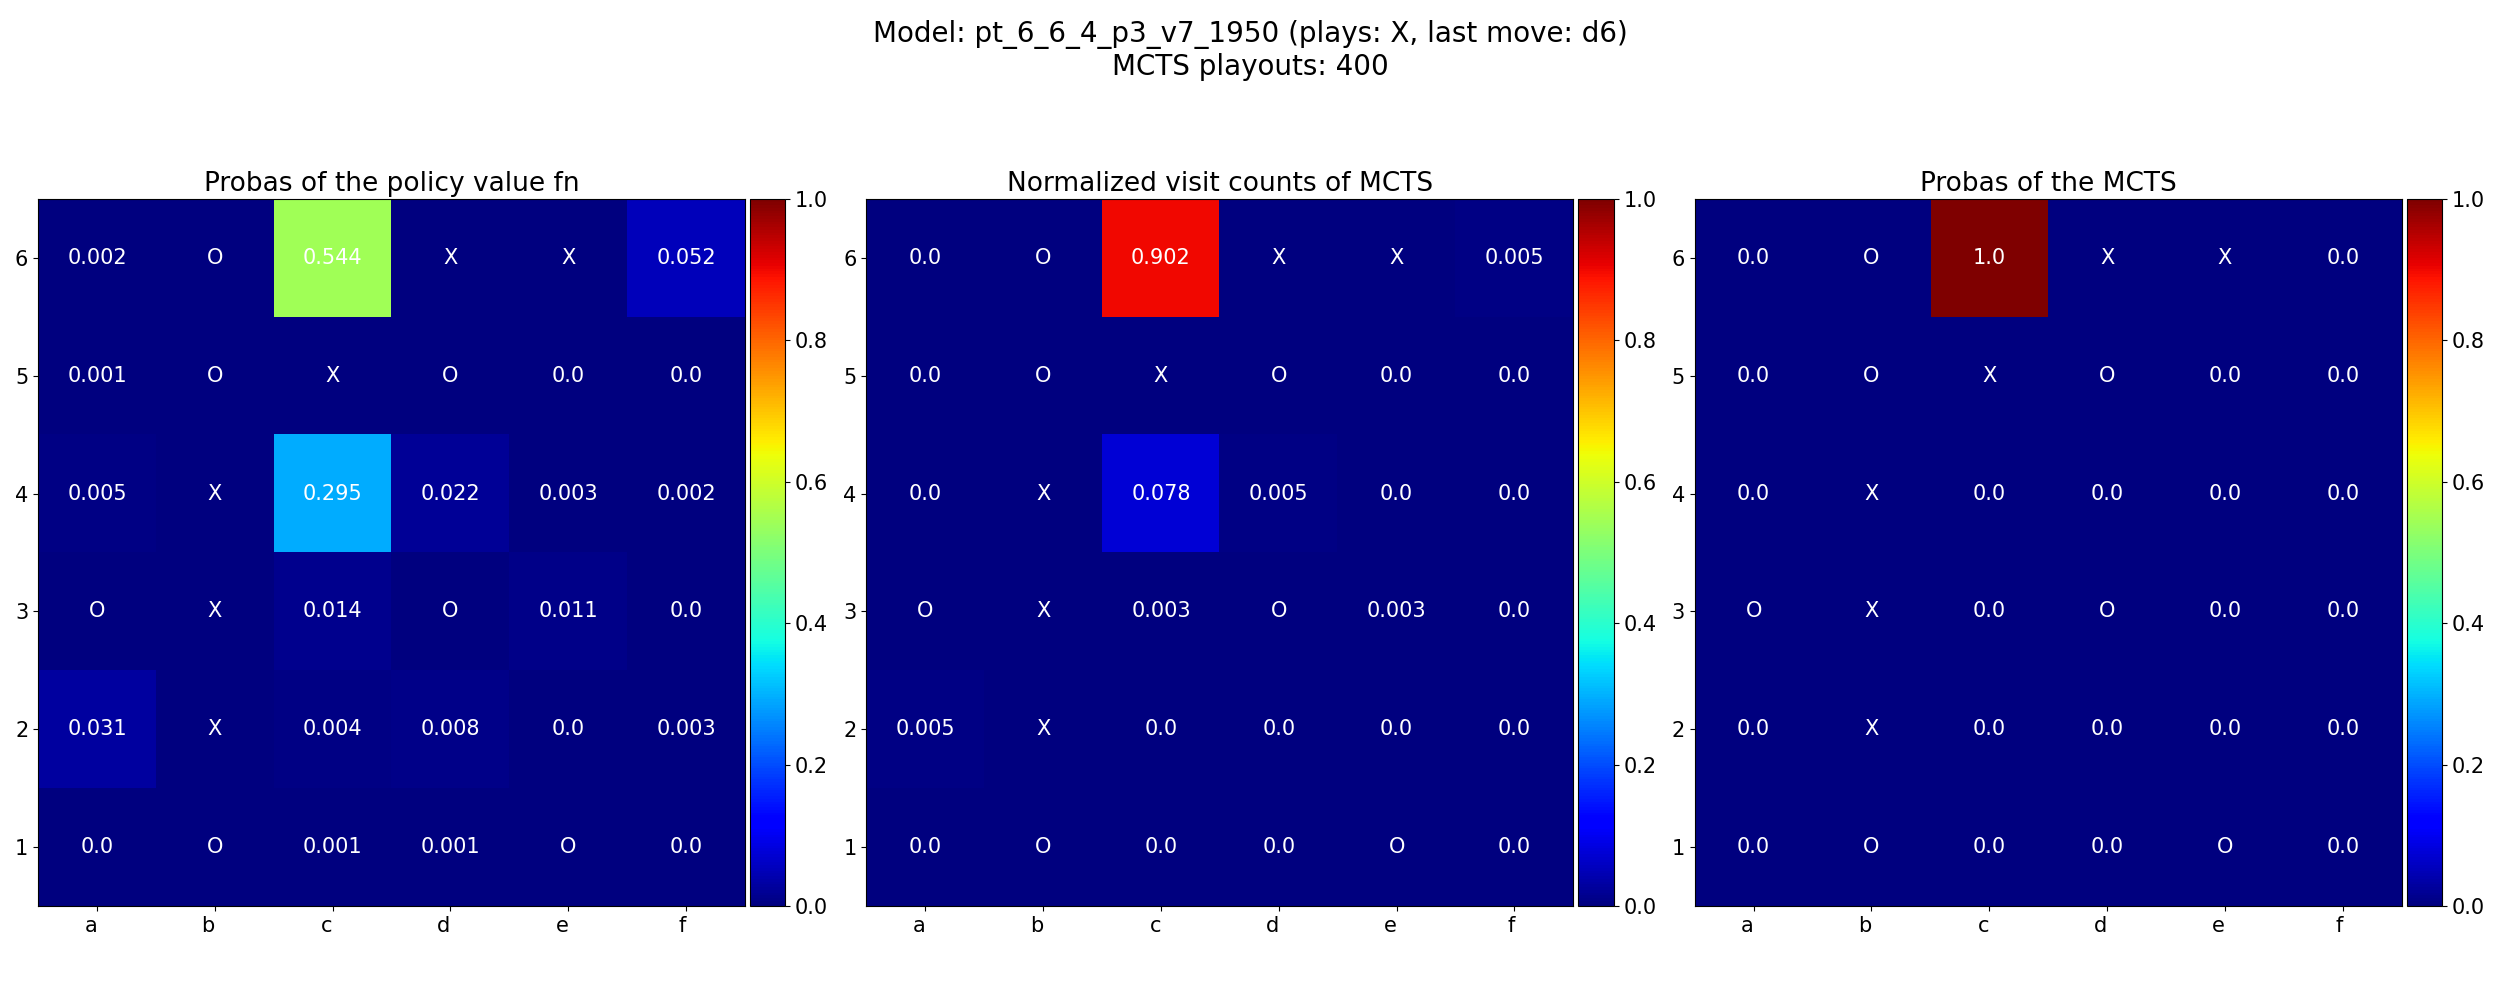 Model: pt_6_6_4_p3_v7_1950 (plays: X, last move: d6)
MCTS playouts: 400
Probas of the policy value fn
6 0.002 O 0.544 X X 0.052
5 0.001 O X O 0.0 0.0
4 0.005 X 0.295 0.022 0.003 0.002
3 O X 0.014 O 0.011 0.0
2 0.031 X 0.004 0.008 0.0 0.003
1 0.0 O 0.001 0.001 O 0.0
a b c d e f
1.0
0.8
0.6
0.4
0.2
0.0
Normalized visit counts of MCTS
6 0.0 O 0.902 X X 0.005
5 0.0 O X O 0.0 0.0
4 0.0 X 0.078 0.005 0.0 0.0
3 O X 0.003 O 0.003 0.0
2 0.005 X 0.0 0.0 0.0 0.0
1 0.0 O 0.0 0.0 O 0.0
a b c d e f
1.0
0.8
0.6
0.4
0.2
0.0
Probas of the MCTS
6 0.0 O 1.0 X X 0.0
5 0.0 O X O 0.0 0.0
4 0.0 X 0.0 0.0 0.0 0.0
3 O X 0.0 O 0.0 0.0
2 0.0 X 0.0 0.0 0.0 0.0
1 0.0 O 0.0 0.0 O 0.0
a b c d e f
1.0
0.8
0.6
0.4
0.2
0.0